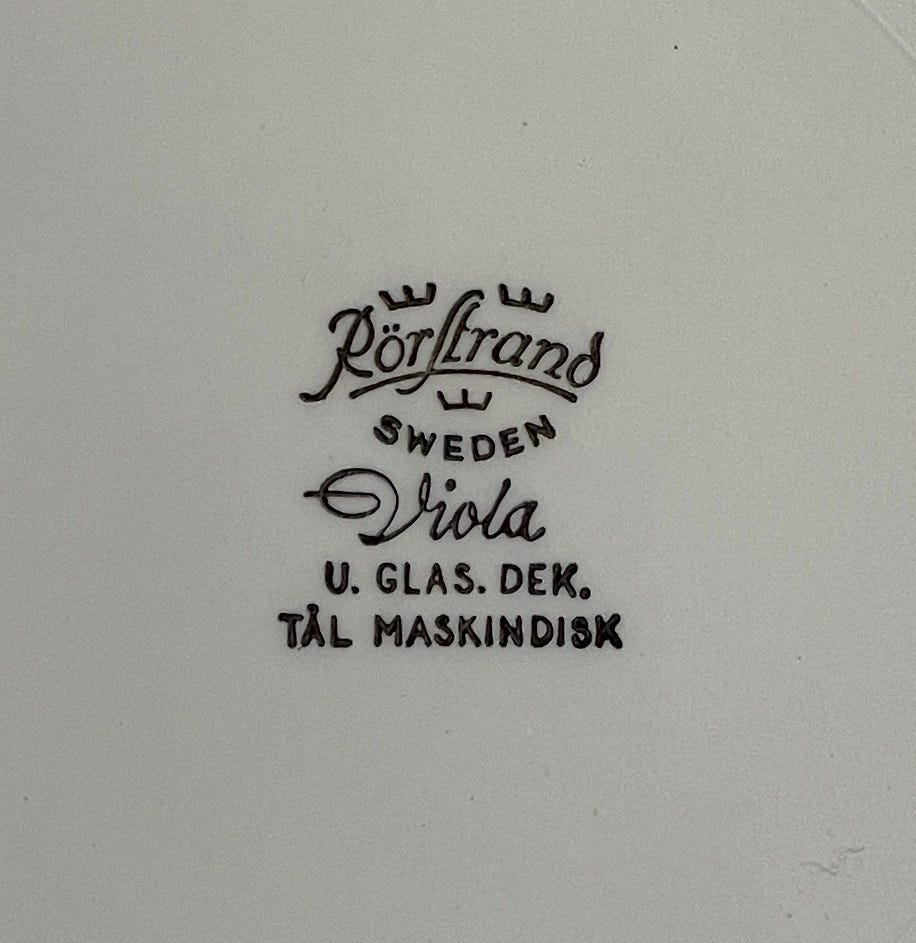 Rörstrand
SWEDEN
Viola
U. GLAS. DEK.
TÅL MASKINDISK